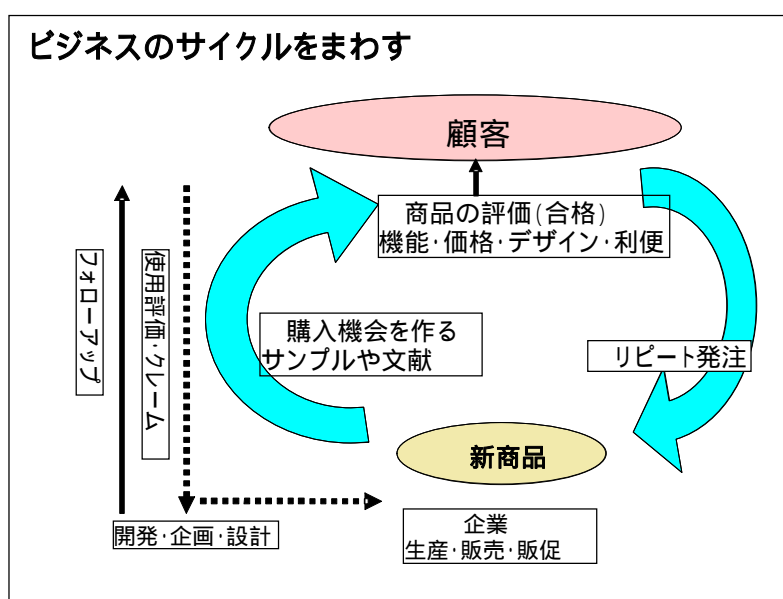 ビジネスのサイクルをまわす
顧客
商品の評価(合格)
機能･価格･デザイン･利便
フォローアップ
使用評価･クレーム
購入機会を作る
サンプルや文献
リピート発注
新商品
開発･企画･設計
企業
生産･販売･販促